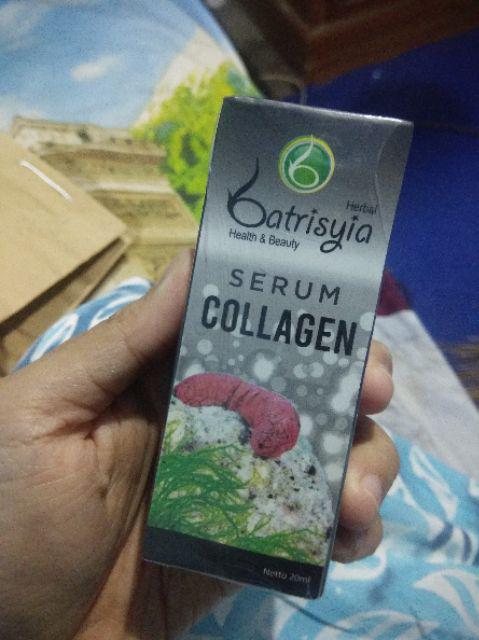 Herbal
Batrisyia
Health & Beauty
SERUM
COLLAGEN
Netto 20ml